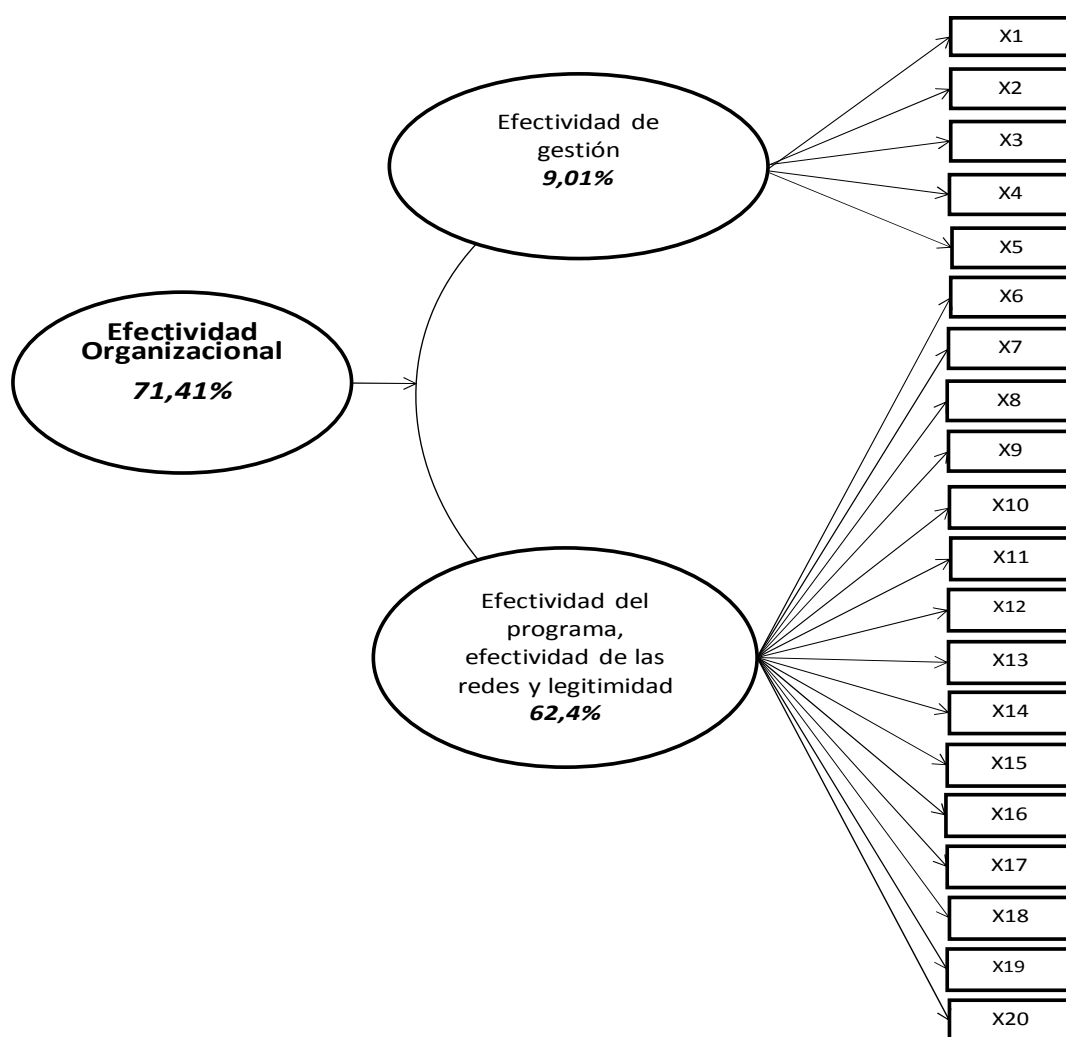 Efectividad
Organizacional
71,41%
Efectividad de
gestión
9,01%
Efectividad del
programa,
efectividad de las
redes y legitimidad
62,4%
X1
X2
X3
X4
X5
X6
X7
X8
X9
X10
X11
X12
X13
X14
X15
X16
X17
X18
X19
X20